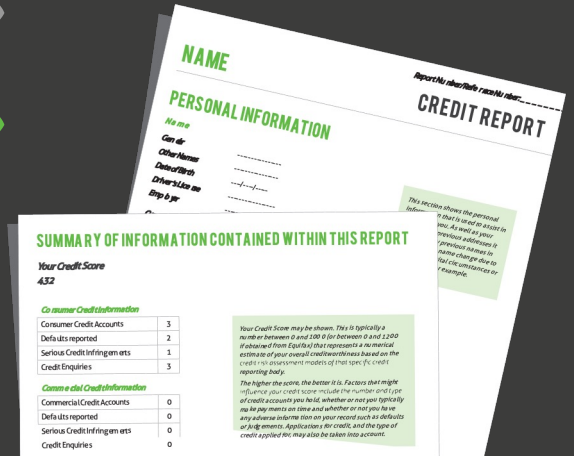 NAME
Report Number/Reference Number:
CREDIT REPORT
PERSONAL INFORMATION
Name
Gender
Other Names
Date of Birth
Driver's License
Employer
This section shows the personal
information that is used to assist in
you. As well as your
previous addresses it
previous names in
name change due to
ital circumstances or
example.
SUMMARY OF INFORMATION CONTAINED WITHIN THIS REPORT
Your Credit Score
432
Consumer Credit Information
Consumer Credit Accounts 3
Defaults reported 2
Serious Credit Infringements 1
Credit Enquiries 3
Commercial Credit Information
Commercial Credit Accounts 0
Defaults reported 0
Serious Credit Infringements 0
Credit Enquiries 0
Your Credit Score may be shown. This is typically a
number between 0 and 1000 (or between 0 and 1200
if obtained from Equifax) that represents a numerical
estimate of your overall creditworthiness based on the
credit risk assessment models of that specific credit
reporting body.
The higher the score, the better it is. Factors that might
influence your credit score include the number and type
of credit accounts you hold, whether or not you typically
make payments on time and whether or not you have
any adverse information on your record such as defaults
or judgements. Applications for credit, and the type of
credit applied for, may also be taken into account.